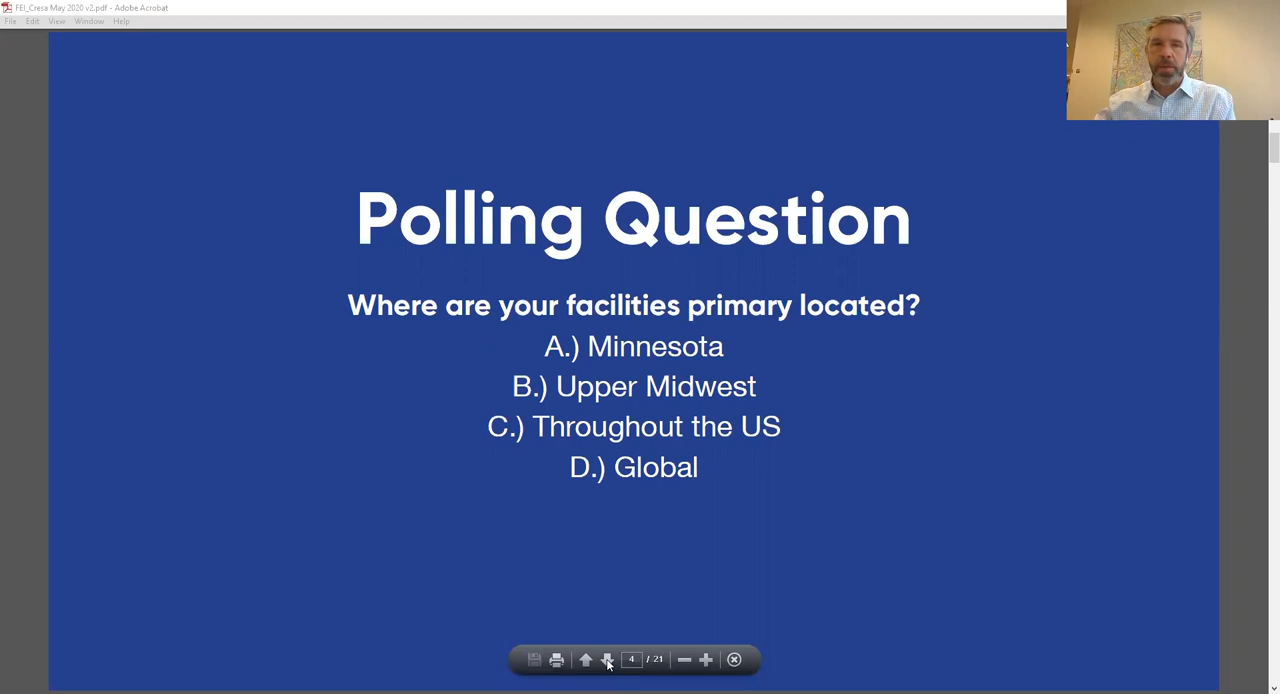 FEI_Cresa May 2020 v2.pdf - Adobe Acrobat
File Edit View Window Help
Polling Question
Where are your facilities primary located?
A.) Minnesota
B.) Upper Midwest
C.) Throughout the US
D.) Global
4 / 21